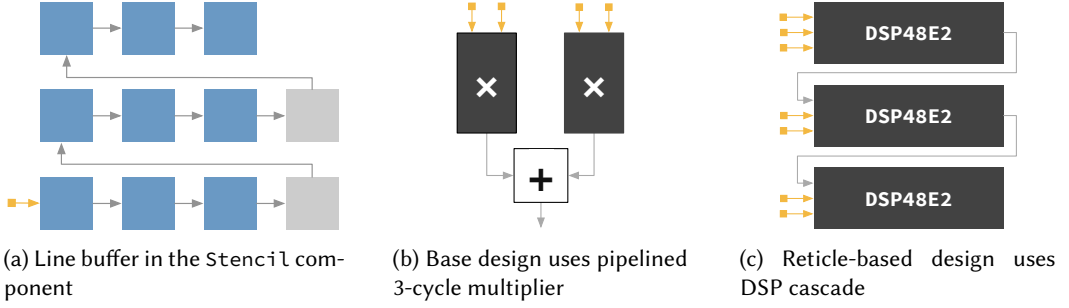 ×
×
+
DSP48E2
DSP48E2
DSP48E2
(a) Line buffer in the Stencil com-
ponent
(b) Base design uses pipelined
3-cycle multiplier
(c) Reticle-based design uses
DSP cascade